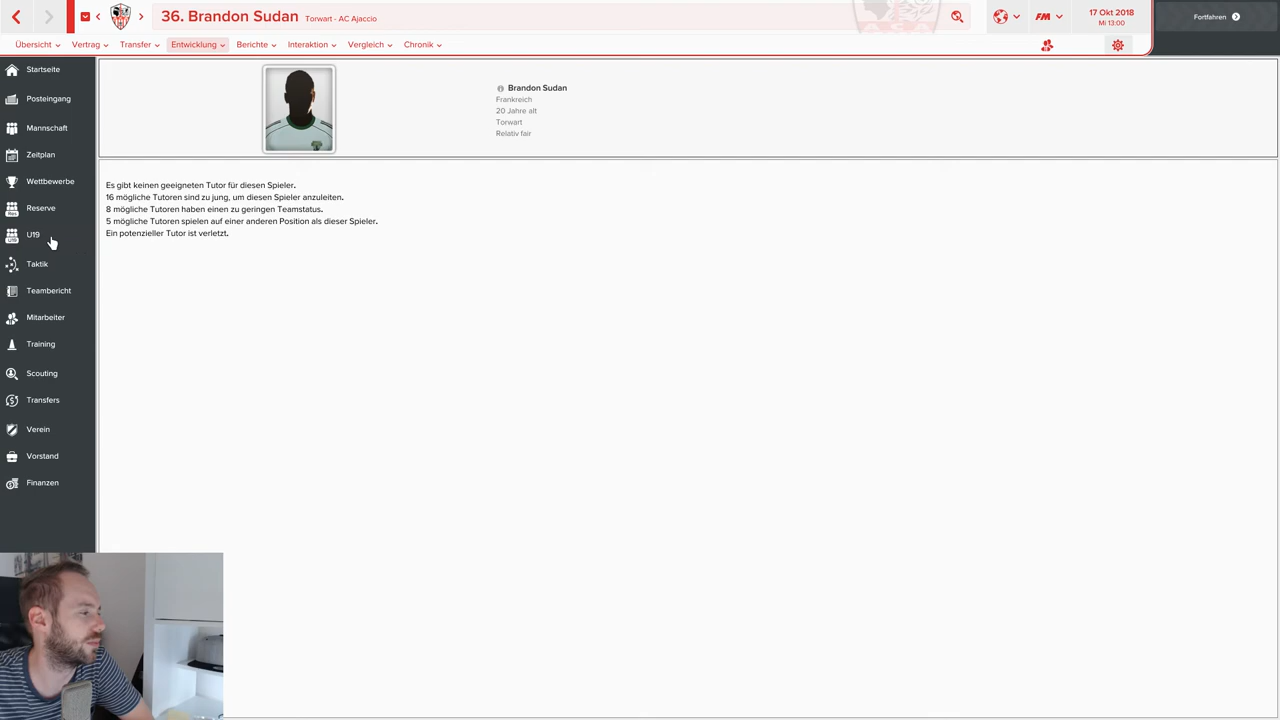 36. Brandon Sudan Torwart - AC Ajaccio
FM
17 Okt 2018
Mi 13:00
Fortfahren
Übersicht Vertrag Transfer Entwicklung Berichte Interaktion Vergleich Chronik
Startseite
Posteingang
Mannschaft
Zeitplan
Wettbewerbe
Res
Reserve
U19
U19
Taktik
Teambericht
Mitarbeiter
Training
Scouting
Transfers
Verein
Vorstand
Finanzen
Brandon Sudan
Frankreich
20 Jahre alt
Torwart
Relativ fair
Es gibt keinen geeigneten Tutor für diesen Spieler.
16 mögliche Tutoren sind zu jung, um diesen Spieler anzuleiten.
8 mögliche Tutoren haben einen zu geringen Teamstatus.
5 mögliche Tutoren spielen auf einer anderen Position als dieser Spieler.
Ein potenzieller Tutor ist verletzt.